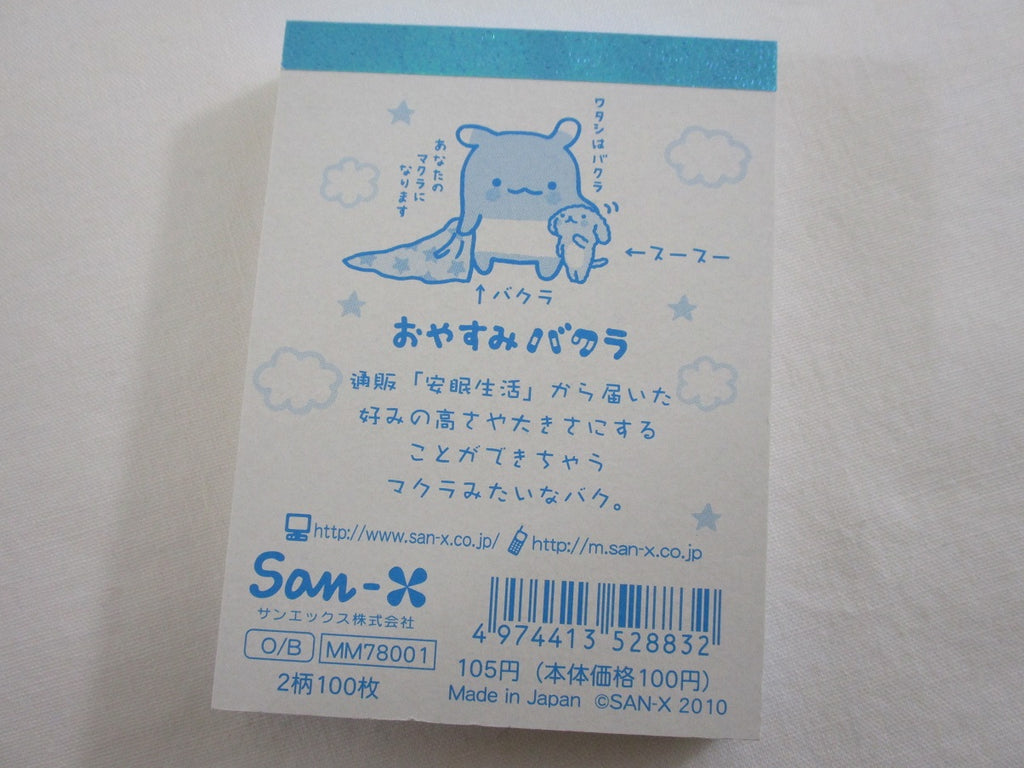 ワタシはバクラ
あなたの
マクラに
なります
←スースー
↑バクラ
おやすみバクラ
通販「安眠生活」から届いた
好みの高さや大きさにする
ことができちゃう
マクラみたいなバク。
http://www.san-x.co.jp/ http://m.san-x.co.jp
San-X
サンエックス株式会社
O/B MM78001
2柄100枚
4 974413 528832
105円（本体価格100円）
Made in Japan ©SAN-X 2010